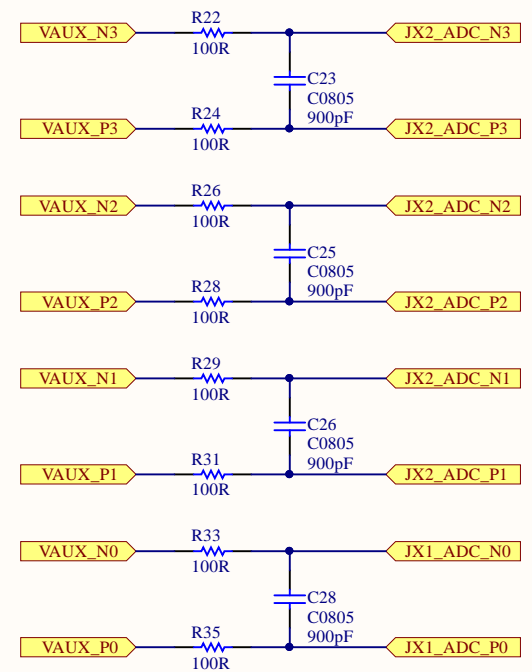 VAUX_N3
R22
100R
JX2_ADC_N3
C23
C0805
900pF
VAUX_P3
R24
100R
JX2_ADC_P3
VAUX_N2
R26
100R
JX2_ADC_N2
C25
C0805
900pF
VAUX_P2
R28
100R
JX2_ADC_P2
VAUX_N1
R29
100R
JX2_ADC_N1
C26
C0805
900pF
VAUX_P1
R31
100R
JX2_ADC_P1
VAUX_N0
R33
100R
JX1_ADC_N0
C28
C0805
900pF
VAUX_P0
R35
100R
JX1_ADC_P0